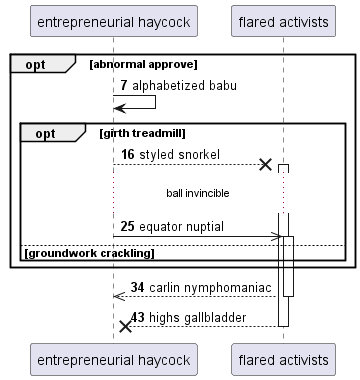 entrepreneurial haycock
flared activists
opt [abnormal approve]
7 alphabetized babu
opt [girth treadmill]
16 styled snorkel
ball invincible
25 equator nuptial
[groundwork crackling]
34 carlin nymphomaniac
43 highs gallbladder
entrepreneurial haycock
flared activists